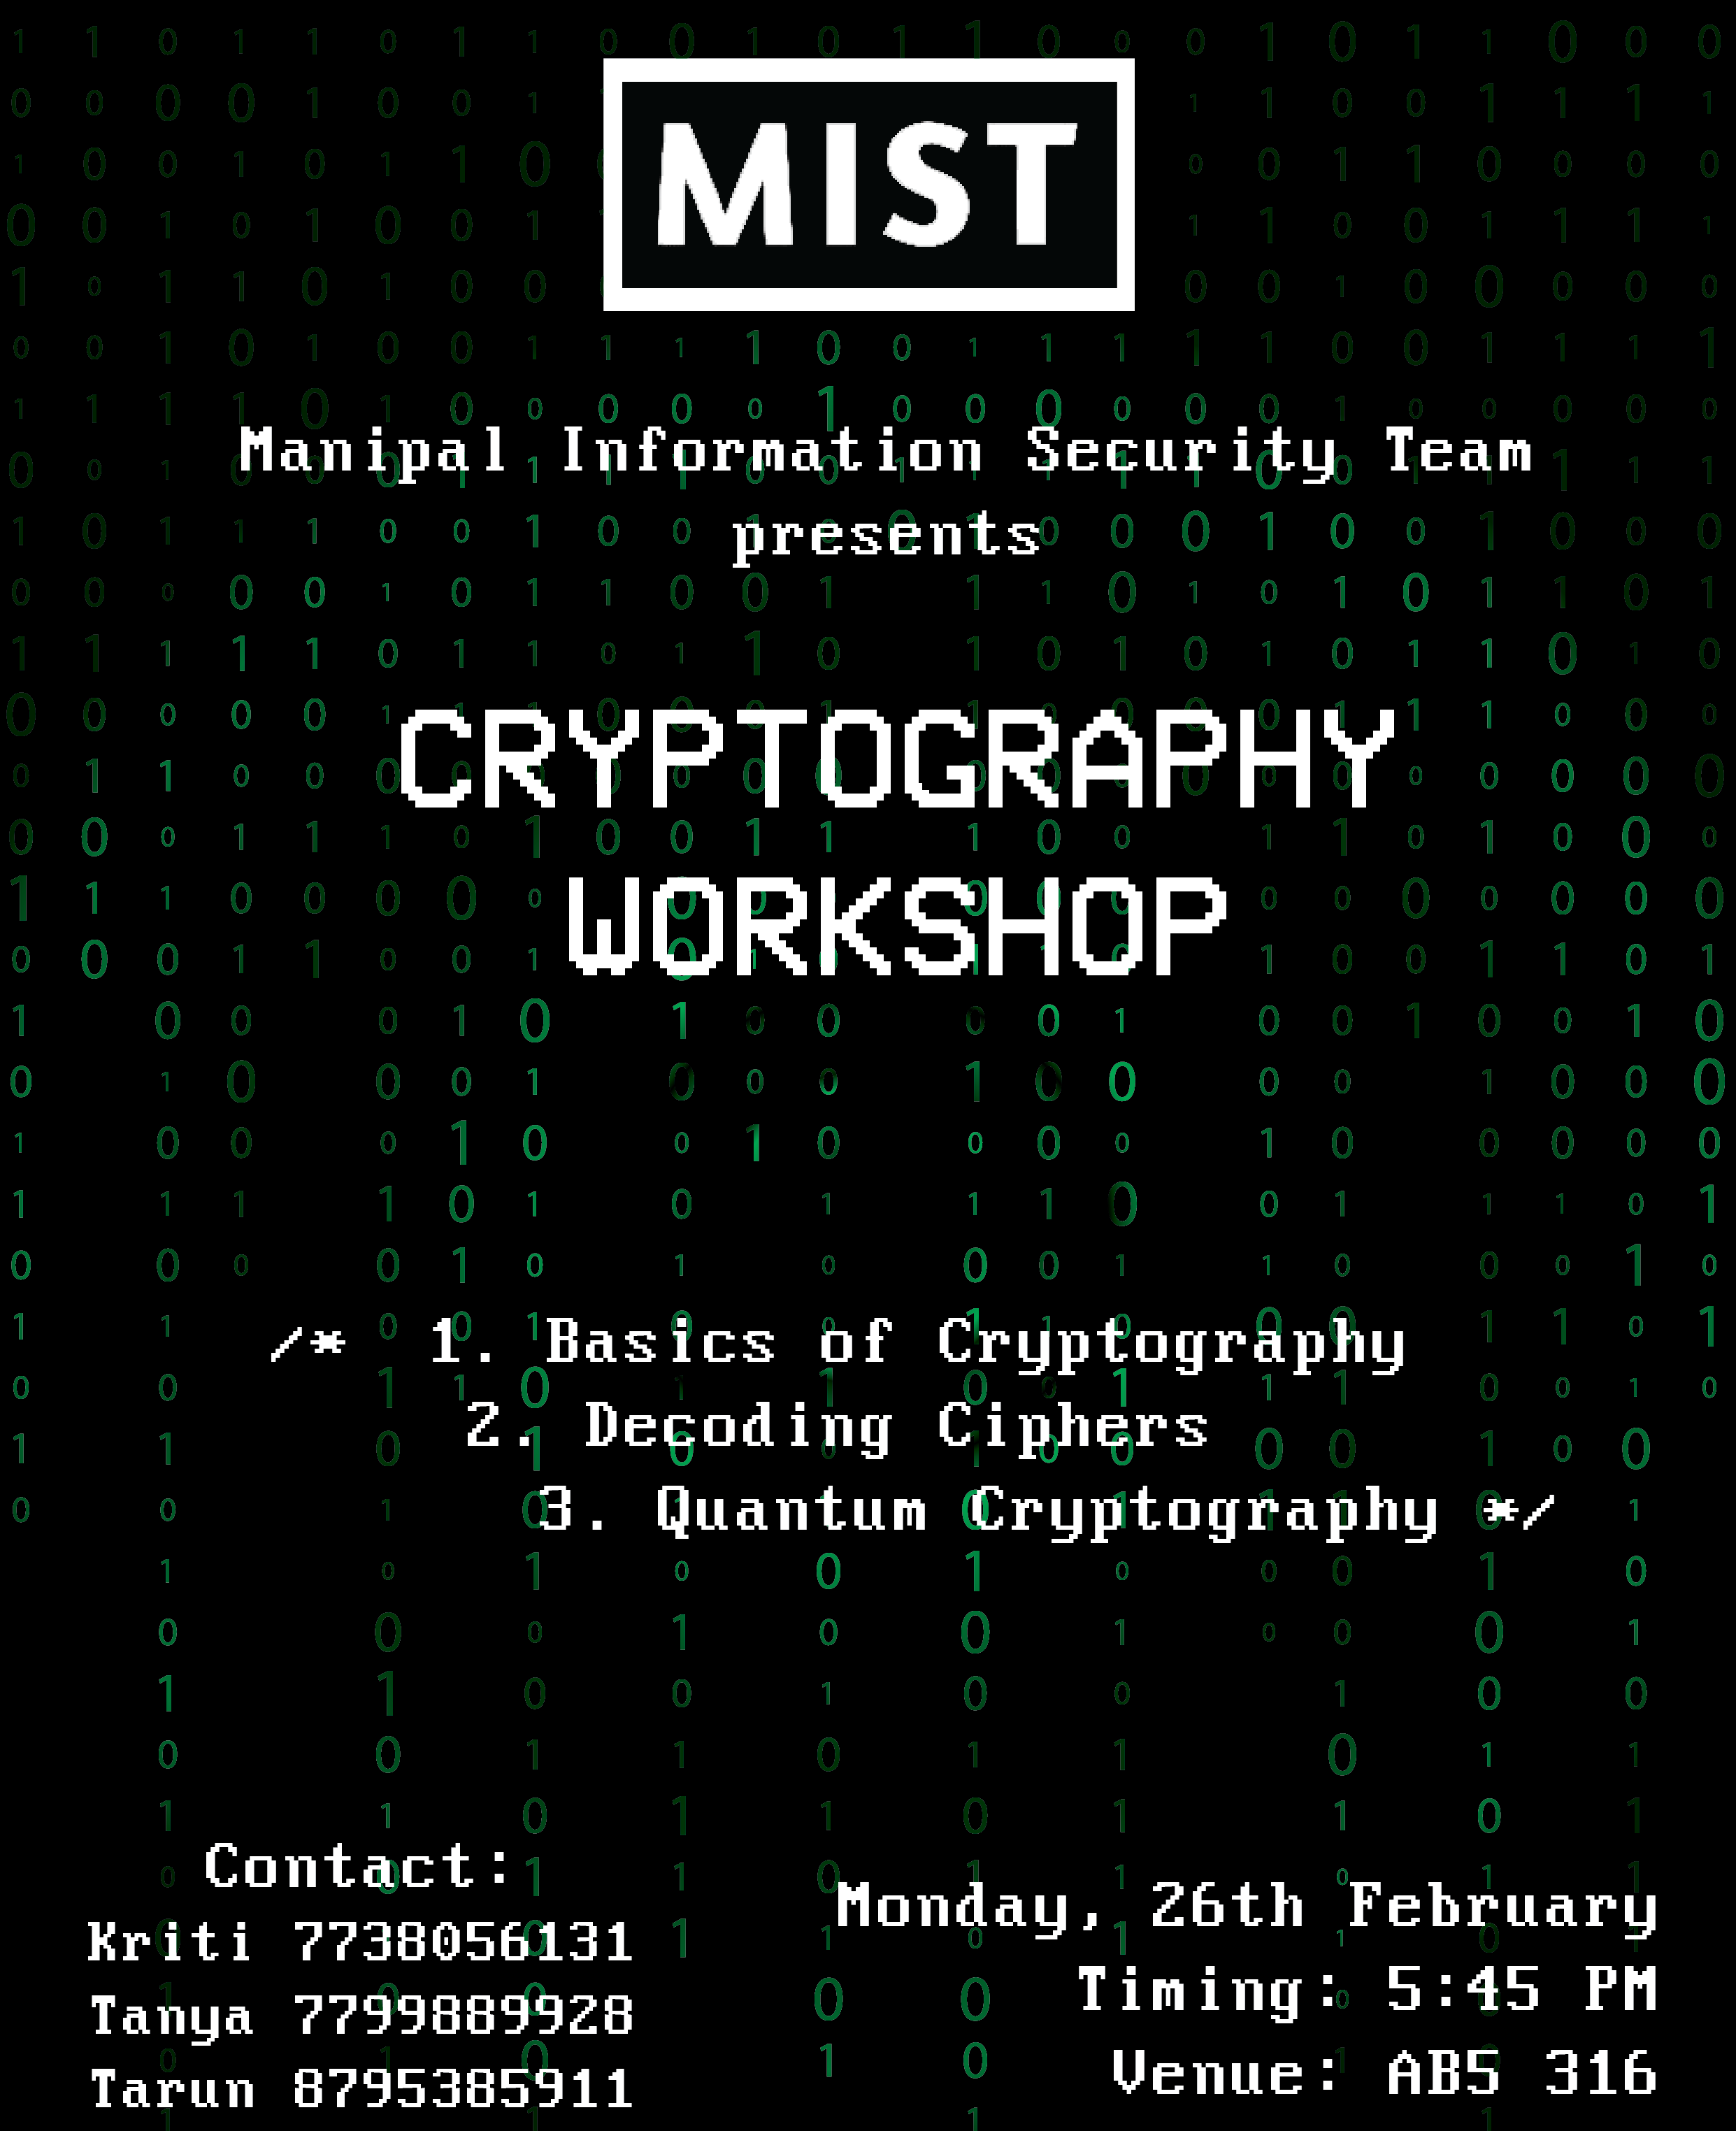 MIST
Manipal Information Security Team
presents
CRYPTOGRAPHY
WORKSHOP
/* 1. Basics of Cryptography
2. Decoding Ciphers
3. Quantum Cryptography */
Contact:
Kriti 7738056131
Tanya 7799889928
Tarun 8795385911
Monday, 26th February
Timing: 5:45 PM
Venue: AB5 316